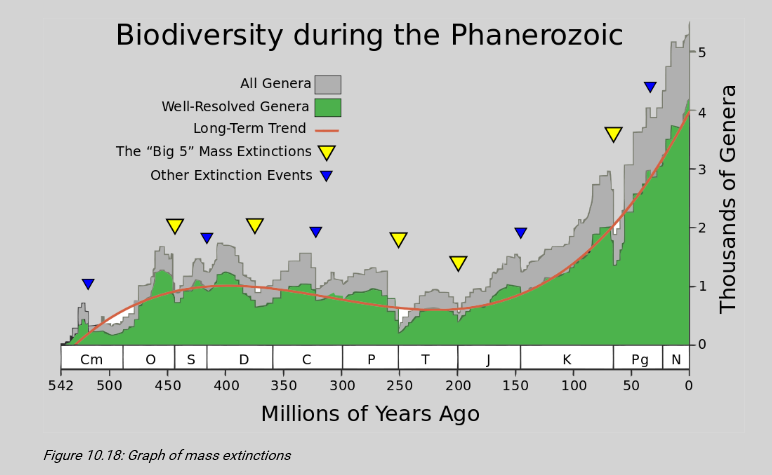 Biodiversity during the Phanerozoic
All Genera
Well-Resolved Genera
Long-Term Trend
The “Big 5” Mass Extinctions
Other Extinction Events
5
4
3
2
1
0
Thousands of Genera
Cm O S D C P T J K Pg N
542 500 450 400 350 300 250 200 150 100 50 0
Millions of Years Ago
Figure 10.18: Graph of mass extinctions